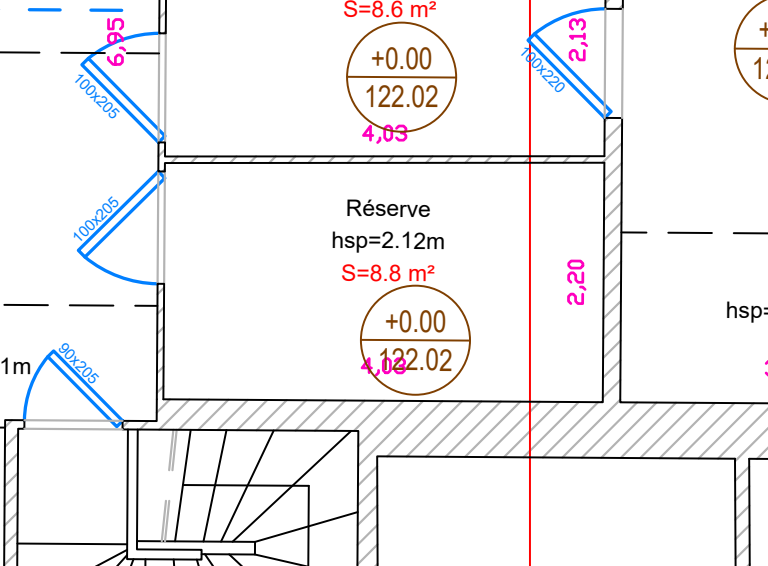 S=8.6 m²
6,95
2,13
+0.00
122.02
100x205
100x220
4,03
Réserve
hsp=2.12m
S=8.8 m²
100x205
2,20
+0.00
122.02
4,03
hsp=
1m
90x205